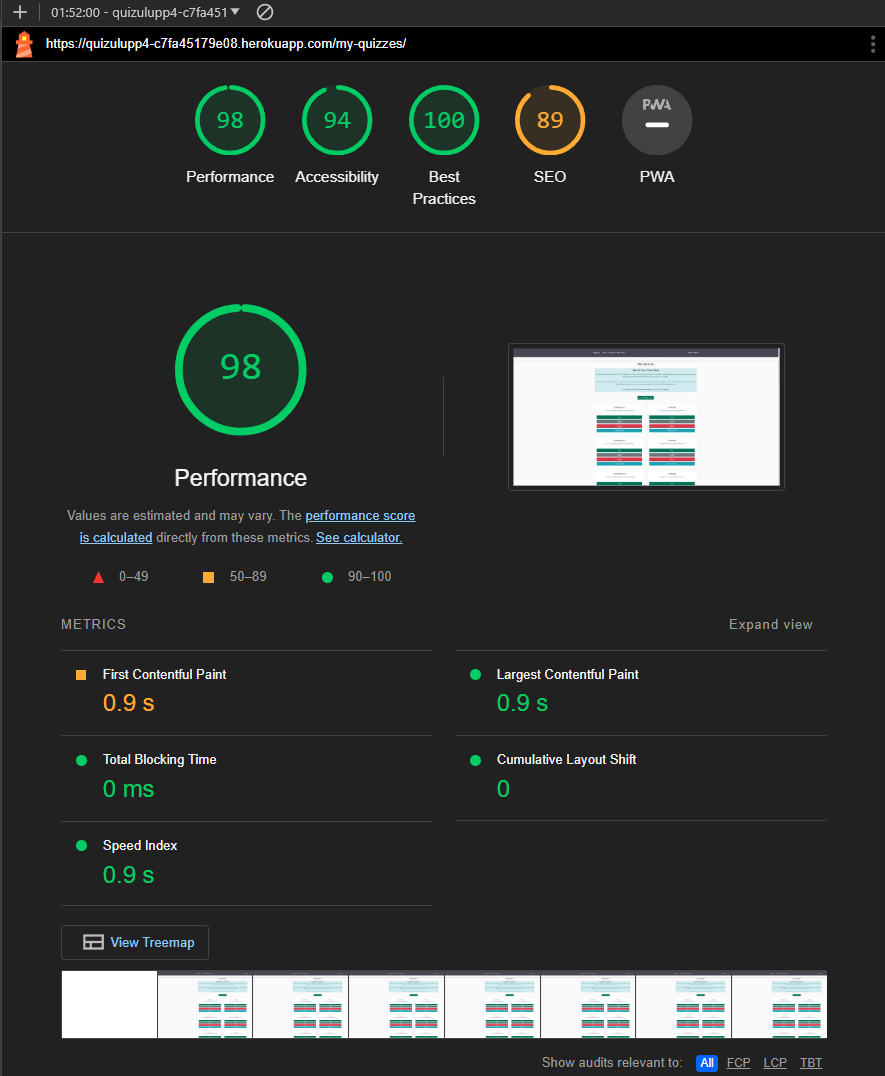 01:52:00 - quizulupp4-c7fa451
https://quizulupp4-c7fa45179e08.herokuapp.com/my-quizzes/
98
94
100
89
PWA
Performance
Accessibility
Best
Practices
SEO
PWA
98
Performance
Values are estimated and may vary. The performance score
is calculated directly from these metrics. See calculator.
0–49
50–89
90–100
METRICS
Expand view
First Contentful Paint
0.9 s
Largest Contentful Paint
0.9 s
Total Blocking Time
0 ms
Cumulative Layout Shift
0
Speed Index
0.9 s
View Treemap
Show audits relevant to: All FCP LCP TBT